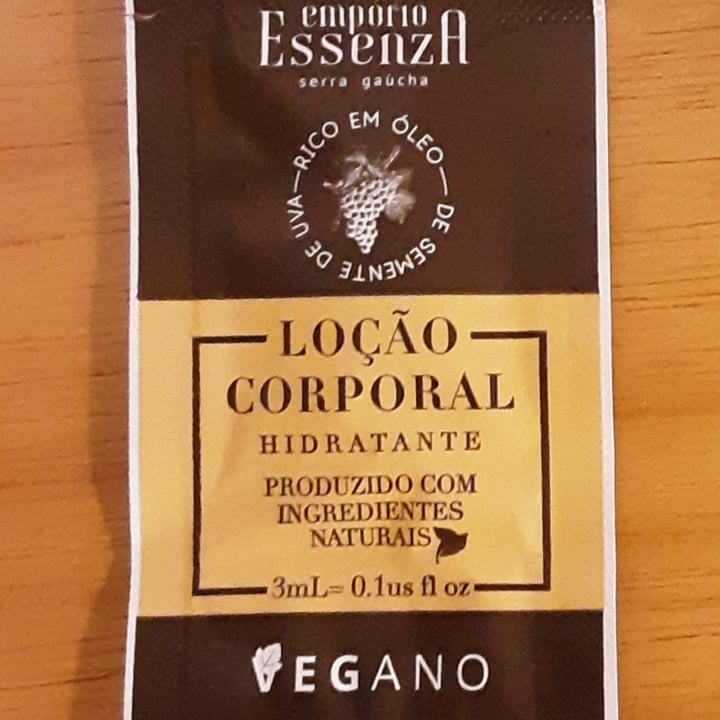 empório
EssenzA
serra gaúcha
RICO EM ÓLEO
DE SEMENTE DE UVA
LOÇÃO
CORPORAL
HIDRATANTE
PRODUZIDO COM
INGREDIENTES
NATURAIS
3mL= 0.1us fl oz
VEGANO